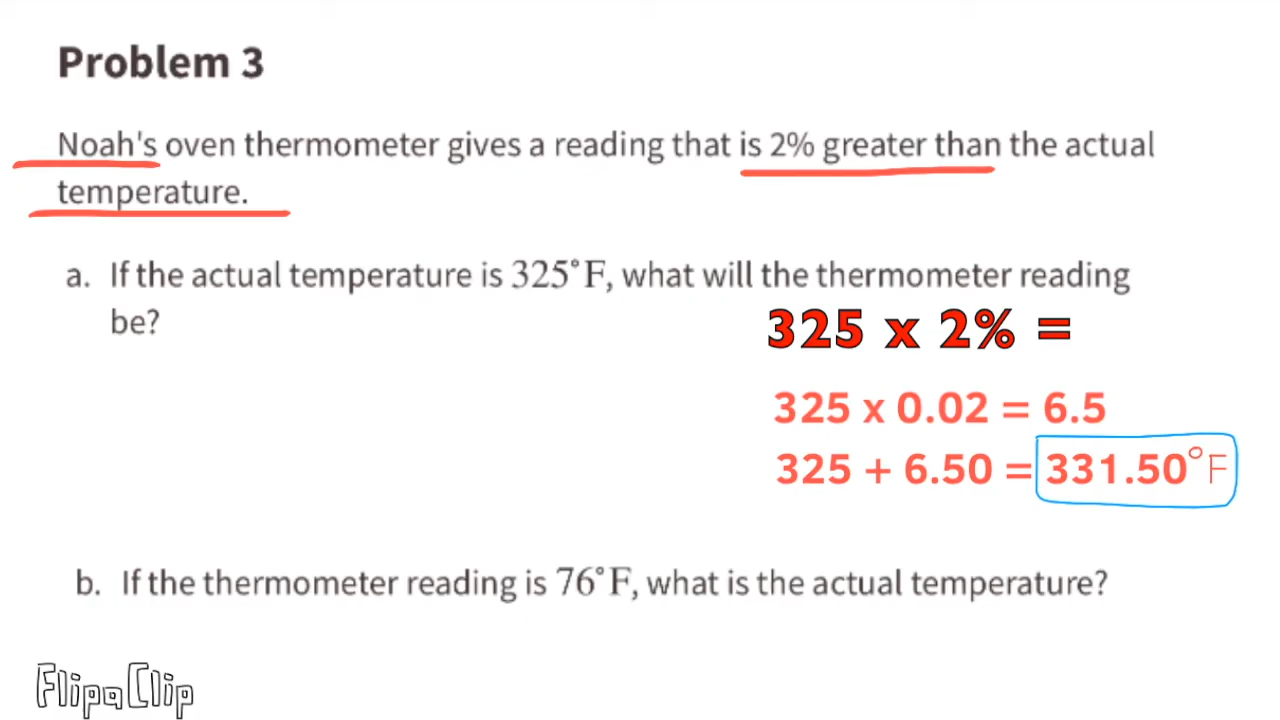 Problem 3
Noah's oven thermometer gives a reading that is 2% greater than the actual
temperature.
a. If the actual temperature is 325°F, what will the thermometer reading
be?
325 x 2% =
325 x 0.02 = 6.5
325 + 6.50 = 331.50°F
b. If the thermometer reading is 76°F, what is the actual temperature?
FlipaClip